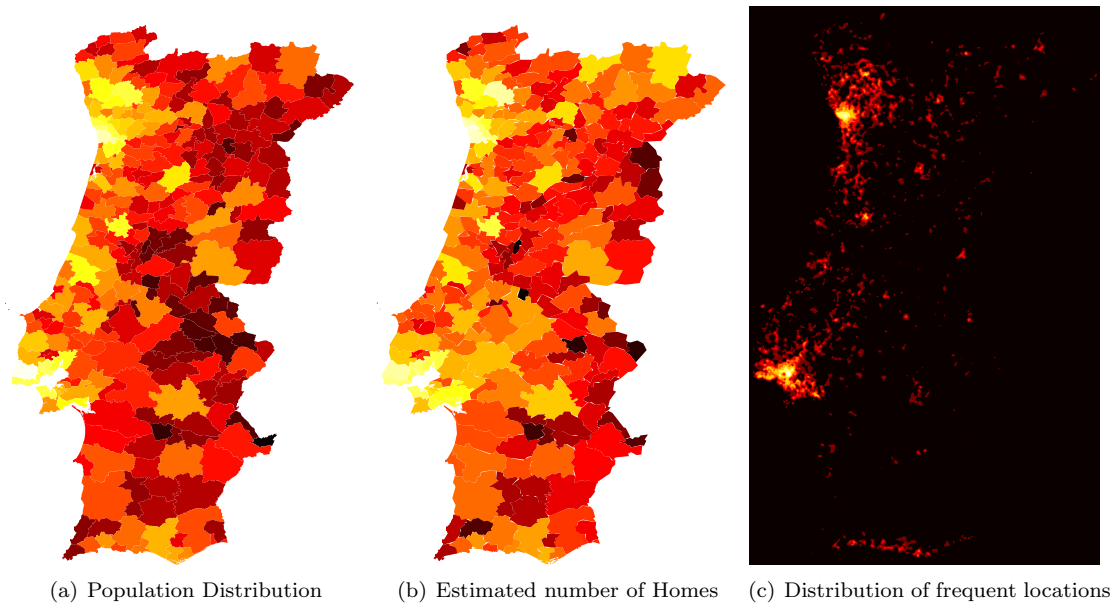 (a) Population Distribution
(b) Estimated number of Homes
(c) Distribution of frequent locations